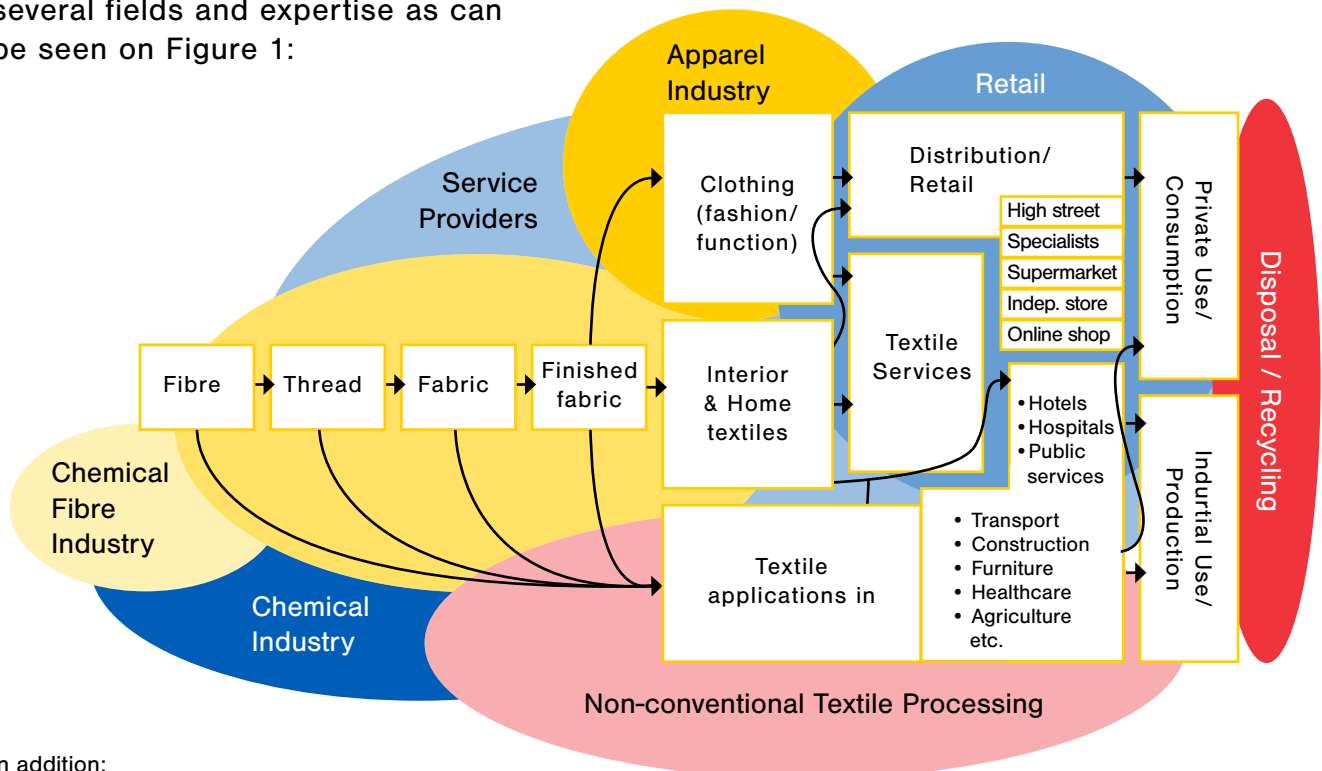 several fields and expertise as can
be seen on Figure 1:
Apparel
Industry
Retail
Service
Providers
Clothing
(fashion/
function)
Distribution/
Retail
High street
Specialists
Supermarket
Indep. store
Online shop
Private Use/
Consumption
Disposal / Recycling
Fibre
Thread
Fabric
Finished
fabric
Interior
& Home
textiles
Textile
Services
• Hotels
• Hospitals
• Public
services
Indurtial Use/
Production
Chemical
Fibre
Industry
Chemical
Industry
Textile
applications in
• Transport
• Construction
• Furniture
• Healthcare
• Agriculture
etc.
Non-conventional Textile Processing
n addition: